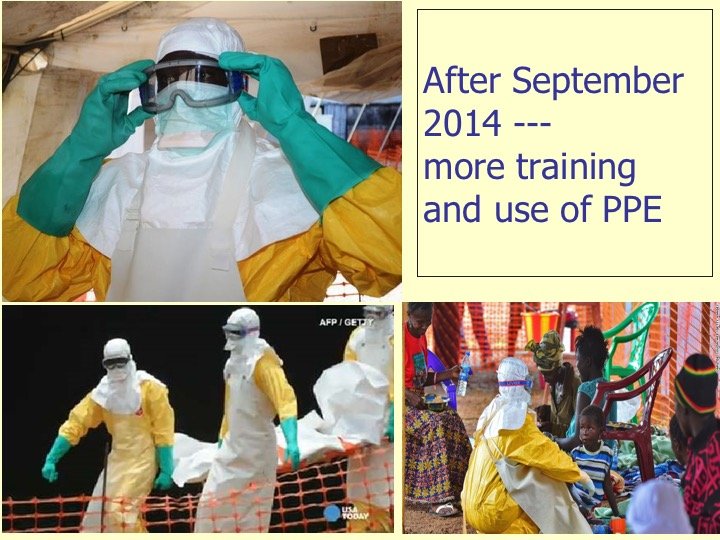 After September
2014 ---
more training
and use of PPE
AFP / GETTY
USA
TODAY